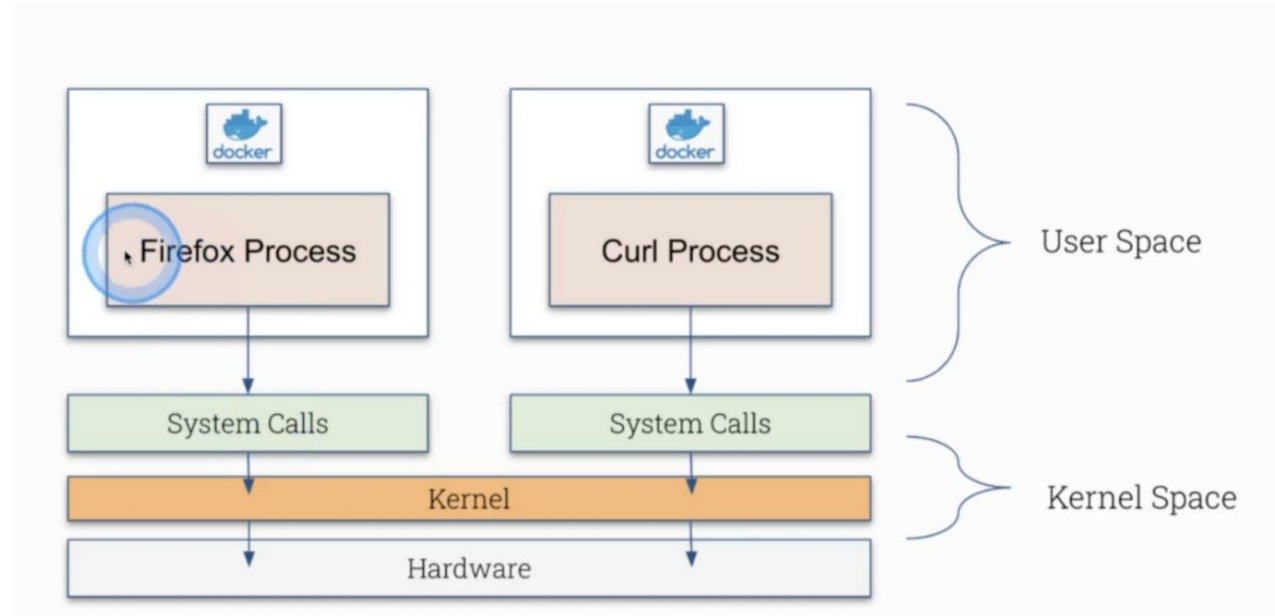 docker
docker
Firefox Process
Curl Process
User Space
System Calls
System Calls
Kernel
Kernel Space
Hardware